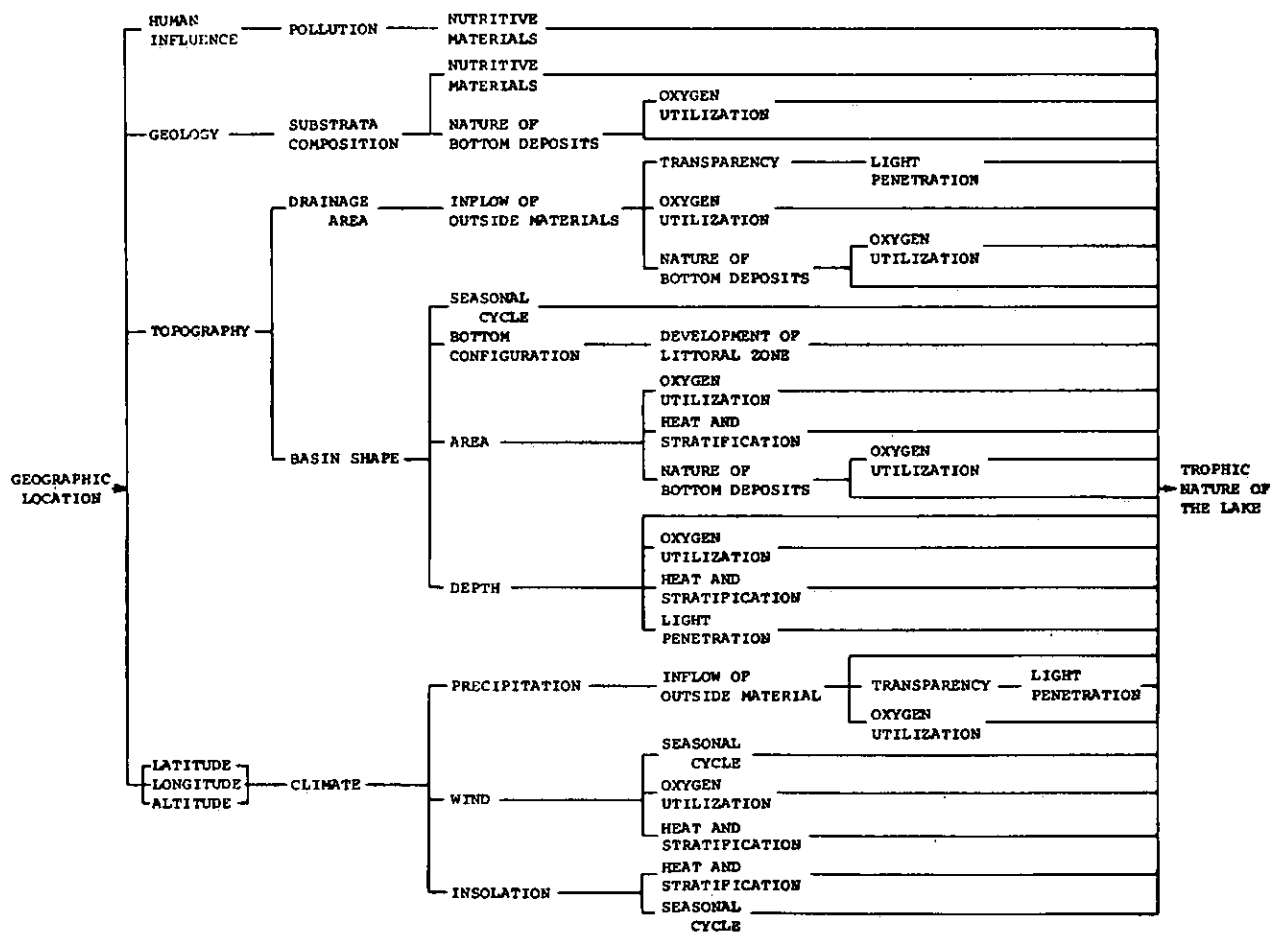 HUMAN
INFLUENCE
POLLUTION
NUTRITIVE
MATERIALS
NUTRITIVE
MATERIALS
GEOLOGY
SUBSTRATA
COMPOSITION
NATURE OF
BOTTOM DEPOSITS
OXYGEN
UTILIZATION
TOPOGRAPHY
DRAINAGE
AREA
INFLOW OF
OUTSIDE MATERIALS
TRANSPARENCY
LIGHT
PENETRATION
OXYGEN
UTILIZATION
NATURE OF
BOTTOM DEPOSITS
OXYGEN
UTILIZATION
BASIN SHAPE
SEASONAL
CYCLE
BOTTOM
CONFIGURATION
DEVELOPMENT OF
LITTORAL ZONE
AREA
OXYGEN
UTILIZATION
HEAT AND
STRATIFICATION
NATURE OF
BOTTOM DEPOSITS
OXYGEN
UTILIZATION
GEOGRAPHIC
LOCATION
TROPHIC
NATURE OF
THE LAKE
DEPTH
OXYGEN
UTILIZATION
HEAT AND
STRATIFICATION
LIGHT
PENETRATION
LATITUDE
LONGITUDE
ALTITUDE
CLIMATE
PRECIPITATION
INFLOW OF
OUTSIDE MATERIAL
TRANSPARENCY
LIGHT
PENETRATION
OXYGEN
UTILIZATION
WIND
SEASONAL
CYCLE
OXYGEN
UTILIZATION
HEAT AND
STRATIFICATION
INSOLATION
HEAT AND
STRATIFICATION
SEASONAL
CYCLE